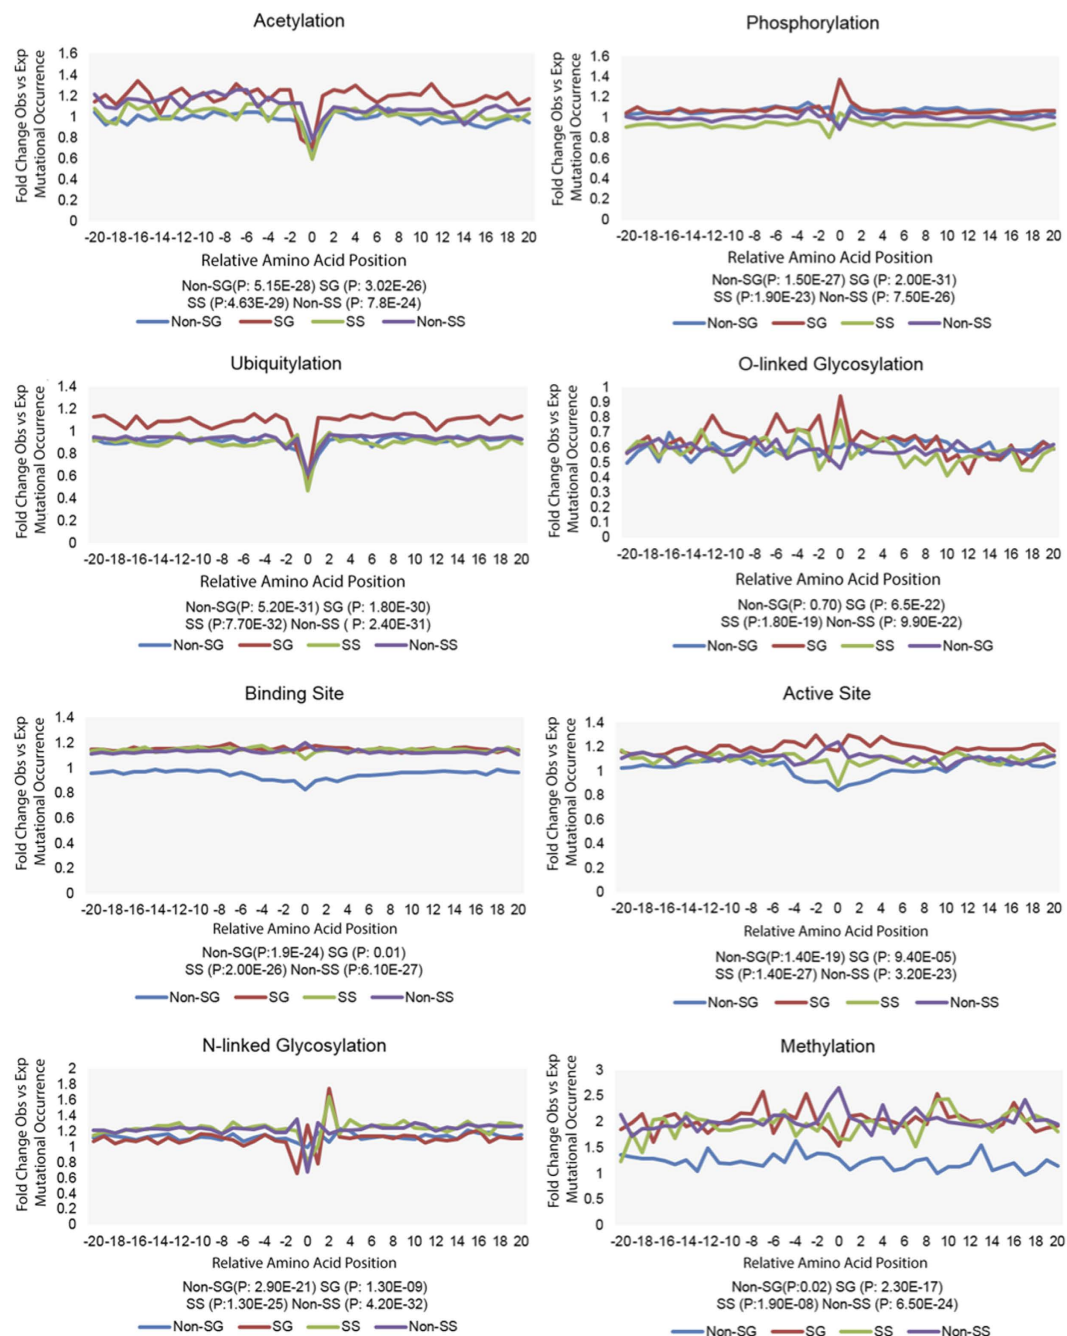 Acetylation
Fold Change Obs vs Exp
Mutational Occurrence
1.6
1.4
1.2
1
0.8
0.6
0.4
0.2
0
-20-18-16-14-12-10 -8 -6 -4 -2 0 2 4 6 8 10 12 14 16 18 20
Relative Amino Acid Position
Non-SG(P: 5.15E-28) SG (P: 3.02E-26)
SS (P:4.63E-29) Non-SS (P: 7.8E-24)
Non-SG SG SS Non-SS
Phosphorylation
Fold Change Obs vs Exp
Mutational Occurrence
1.6
1.4
1.2
1
0.8
0.6
0.4
0.2
0
-20-18-16-14-12-10 -8 -6 -4 -2 0 2 4 6 8 10 12 14 16 18 20
Relative Amino Acid Position
Non-SG(P: 1.50E-27) SG (P: 2.00E-31)
SS (P:1.90E-23) Non-SS (P: 7.50E-26)
Non-SG SG SS Non-SS
Ubiquitylation
Fold Change Obs vs Exp
Mutational Occurrence
1.4
1.2
1
0.8
0.6
0.4
0.2
0
-20-18-16-14-12-10 -8 -6 -4 -2 0 2 4 6 8 10 12 14 16 18 20
Relative Amino Acid Position
Non-SG(P: 5.20E-31) SG (P: 1.80E-30)
SS (P:7.70E-32) Non-SS ( P: 2.40E-31)
Non-SG SG SS Non-SS
O-linked Glycosylation
Fold Change Obs vs Exp
Mutational Occurrence
1
0.9
0.8
0.7
0.6
0.5
0.4
0.3
0.2
0.1
0
-20-18-16-14-12-10 -8 -6 -4 -2 0 2 4 6 8 10 12 14 16 18 20
Relative Amino Acid Position
Non-SG(P: 0.70) SG (P: 6.5E-22)
SS (P:1.80E-19) Non-SS (P: 9.90E-22)
Non-SG SG SS Non-SG
Binding Site
Fold Change Obs vs Exp
Mutational Occurrence
1.4
1.2
1
0.8
0.6
0.4
0.2
0
-20-18-16-14-12-10 -8 -6 -4 -2 0 2 4 6 8 10 12 14 16 18 20
Relative Amino Acid Position
Non-SG(P:1.9E-24) SG (P: 0.01)
SS (P:2.00E-26) Non-SS (P:6.10E-27)
Non-SG SG SS Non-SS
Active Site
Fold Change Obs vs Exp
Mutational Occurrence
1.4
1.2
1
0.8
0.6
0.4
0.2
0
-20-18-16-14-12-10 -8 -6 -4 -2 0 2 4 6 8 10 12 14 16 18 20
Relative Amino Acid Position
Non-SG(P:1.40E-19) SG (P: 9.40E-05)
SS (P:1.40E-27) Non-SS (P: 3.20E-23)
Non-SG SG SS Non-SS
N-linked Glycosylation
Fold Change Obs vs Exp
Mutational Occurrence
2
1.8
1.6
1.4
1.2
1
0.8
0.6
0.4
0.2
0
-20-18-16-14-12-10 -8 -6 -4 -2 0 2 4 6 8 10 12 14 16 18 20
Relative Amino Acid Position
Non-SG(P: 2.90E-21) SG (P: 1.30E-09)
SS (P:1.30E-25) Non-SS (P: 4.20E-32)
Non-SG SG SS Non-SS
Methylation
Fold Change Obs vs Exp
Mutational Occurrence
3
2.5
2
1.5
1
0.5
0
-20-18-16-14-12-10 -8 -6 -4 -2 0 2 4 6 8 10 12 14 16 18 20
Relative Amino Acid Position
Non-SG(P:0.02) SG (P: 2.30E-17)
SS (P:1.90E-08) Non-SS (P: 6.50E-24)
Non-SG SG SS Non-SS